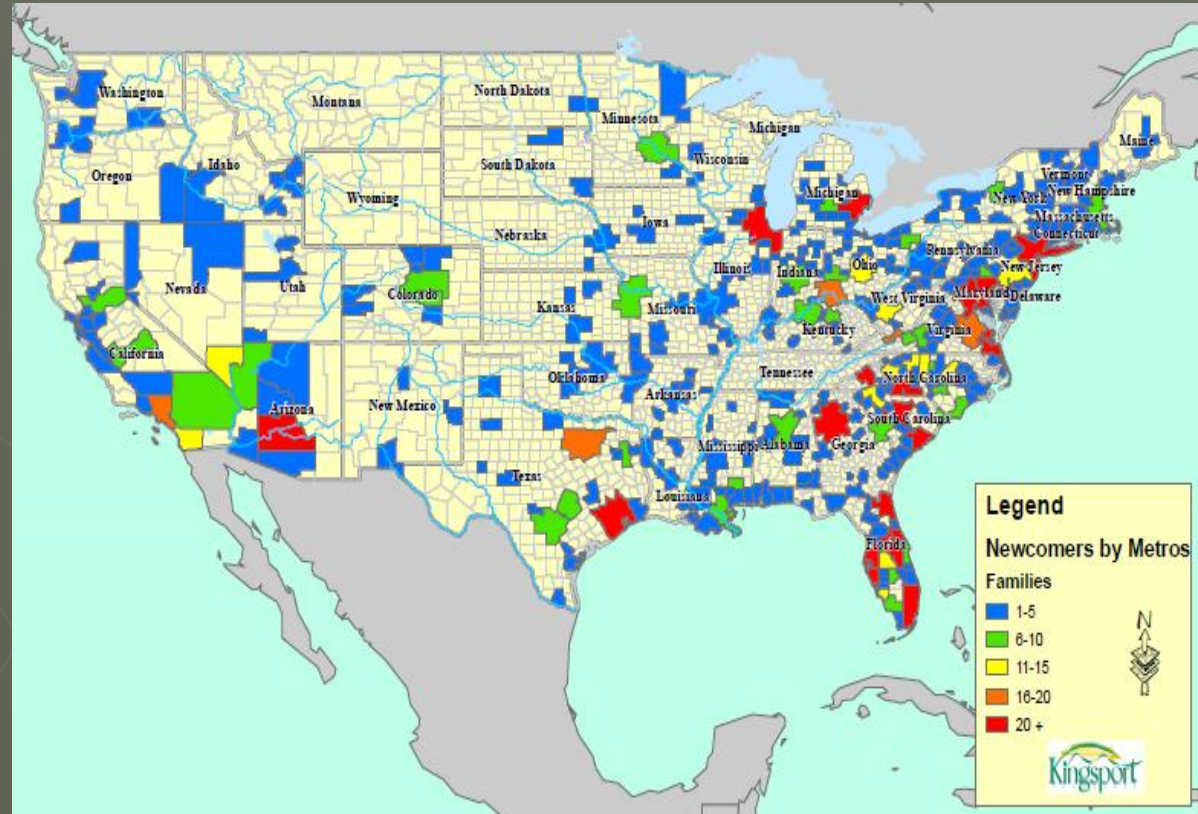 Washington
Montana
North Dakota
Minnesota
Michigan
Maine
Oregon
Idaho
South Dakota
Wisconsin
Vermont
New Hampshire
New York
Michigan
Massachusetts
Connecticut
Wyoming
Iowa
Nebraska
Pennsylvania
New Jersey
Nevada
Utah
Colorado
Illinois
Indiana
Ohio
Maryland
Delaware
West Virginia
Kansas
Missouri
Kentucky
Virginia
California
Oklahoma
Tennessee
North Carolina
Arizona
New Mexico
Arkansas
South Carolina
Mississippi
Alabama
Georgia
Texas
Louisiana
Florida
Legend
Newcomers by Metros
Families
1-5
6-10
11-15
16-20
20 +
N
Kingsport